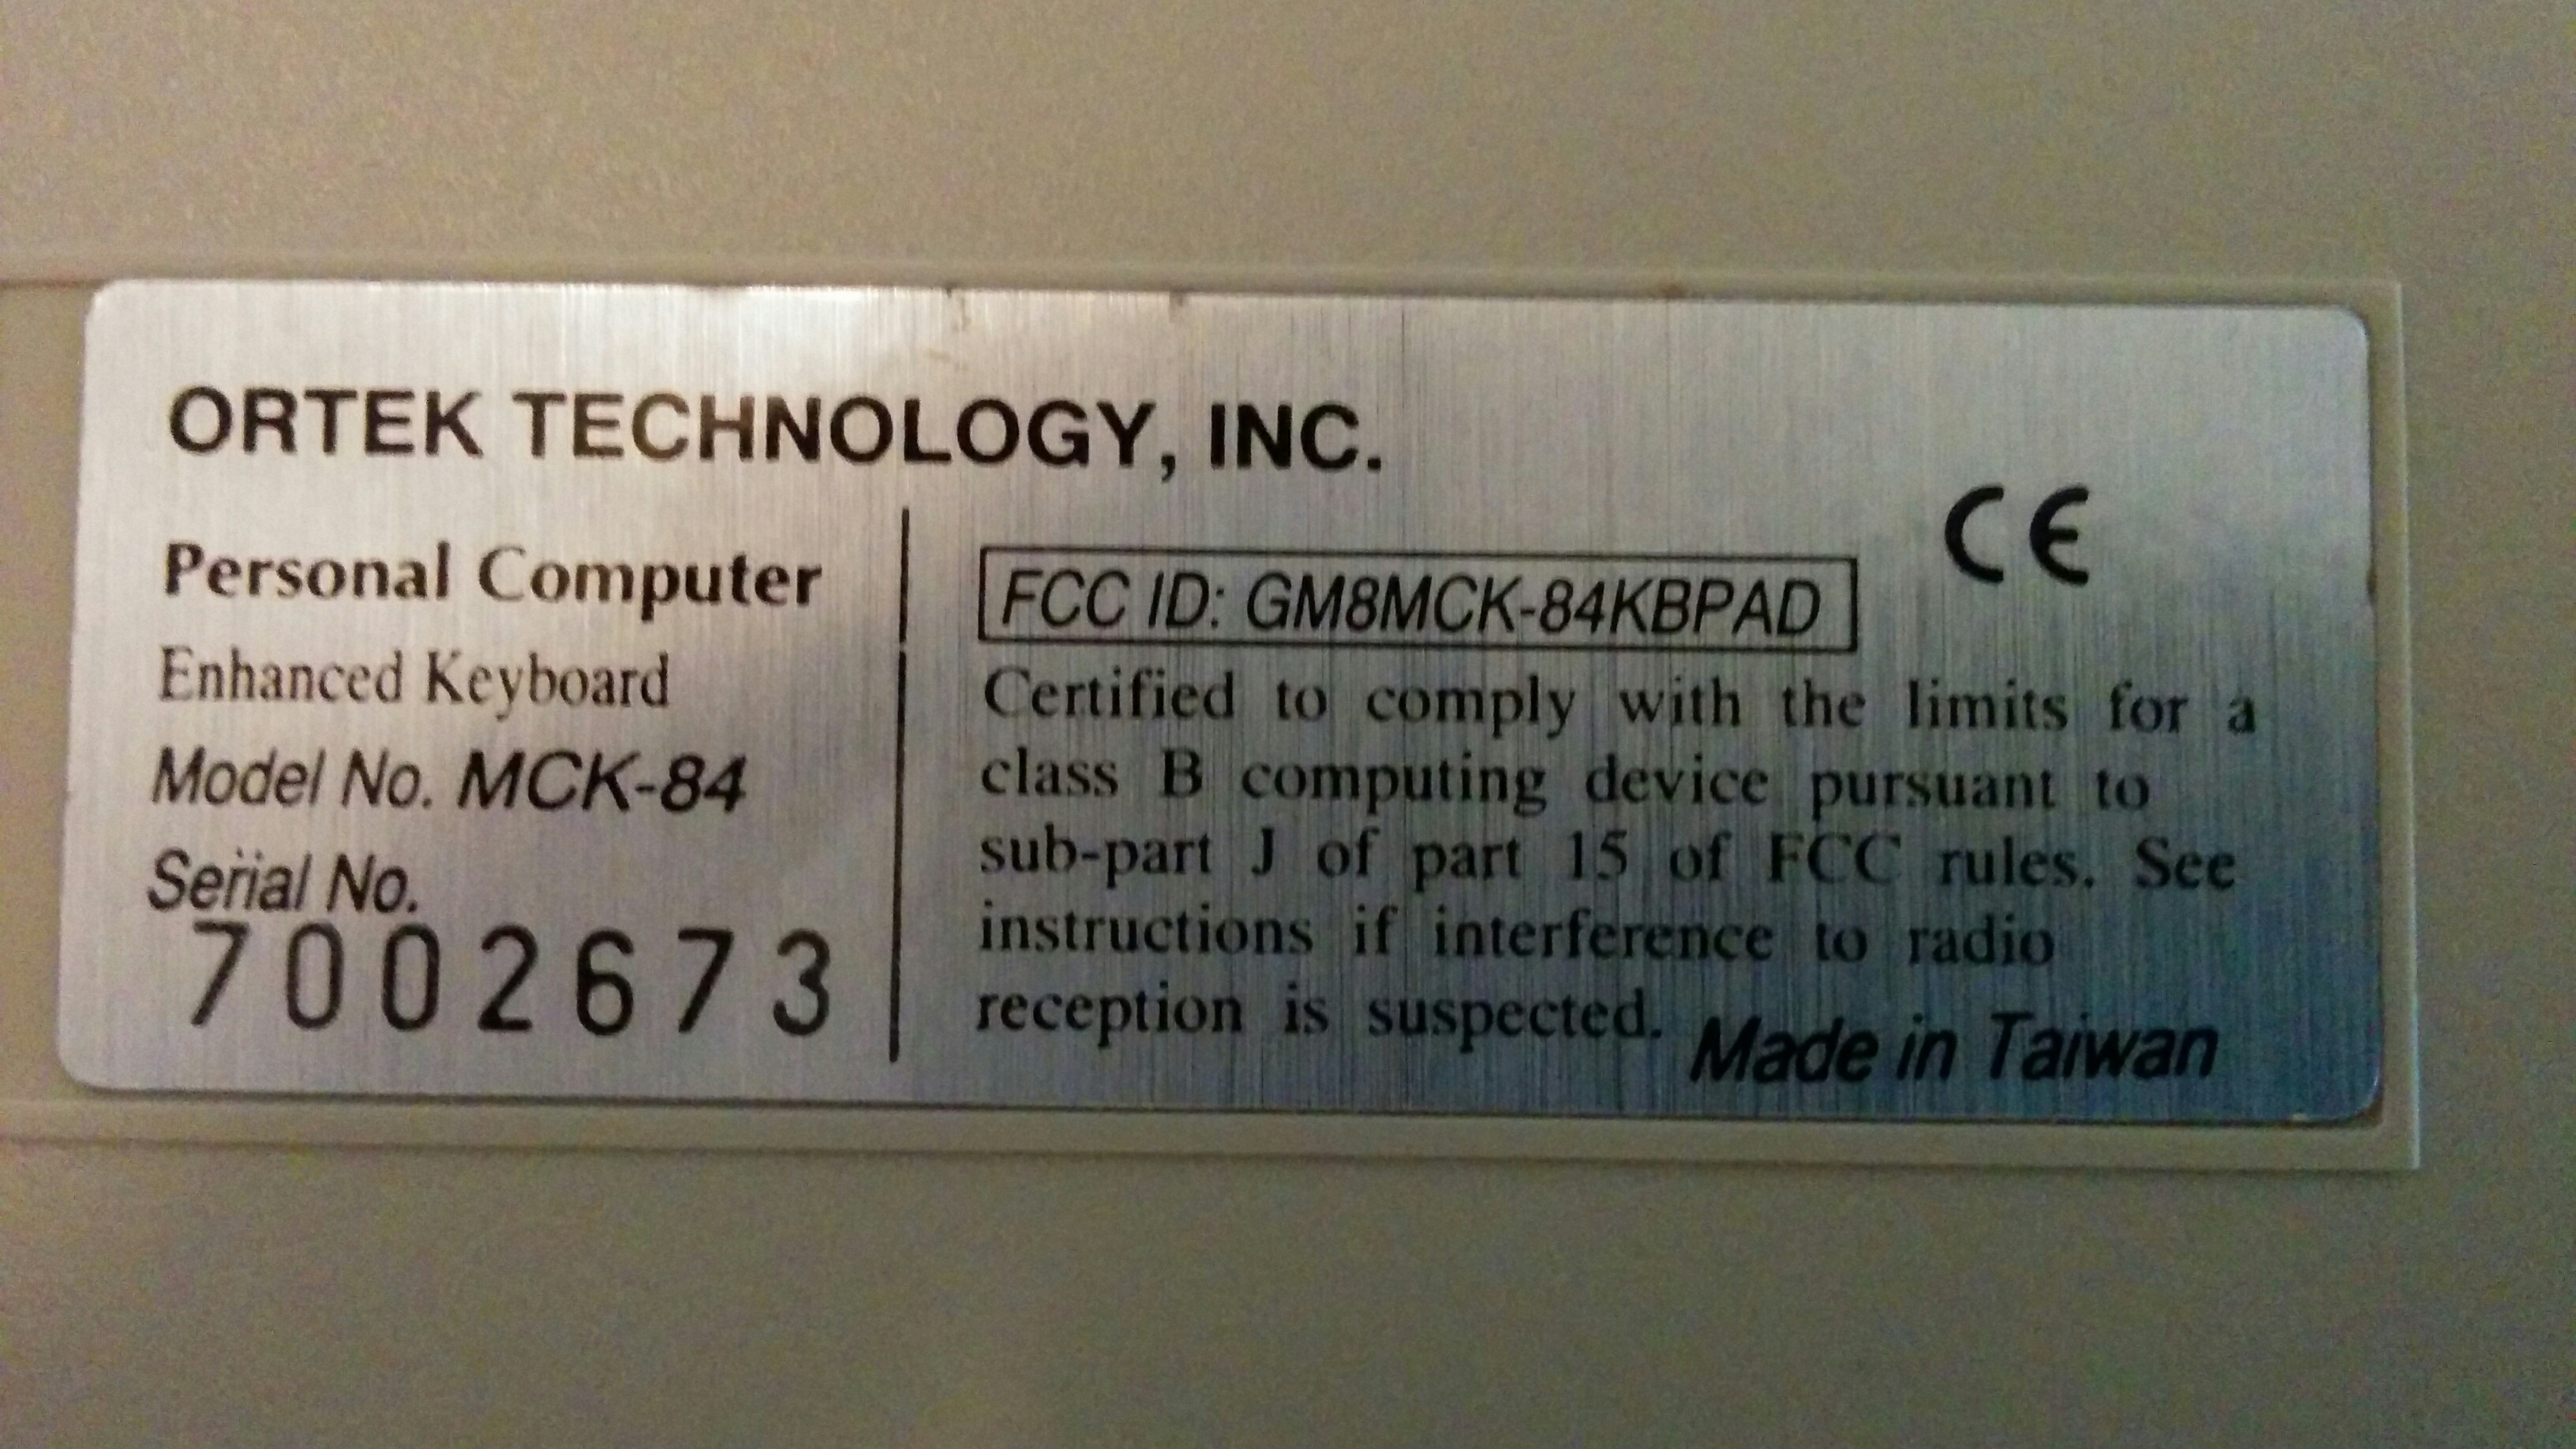 ORTEK TECHNOLOGY, INC.
Personal Computer
Enhanced Keyboard
Model No. MCK-84
Serial No.
7002673
CE
FCC ID: GM8MCK-84KBPAD
Certified to comply with the limits for a
class B computing device pursuant to
sub-part J of part 15 of FCC rules. See
instructions if interference to radio
reception is suspected.
Made in Taiwan